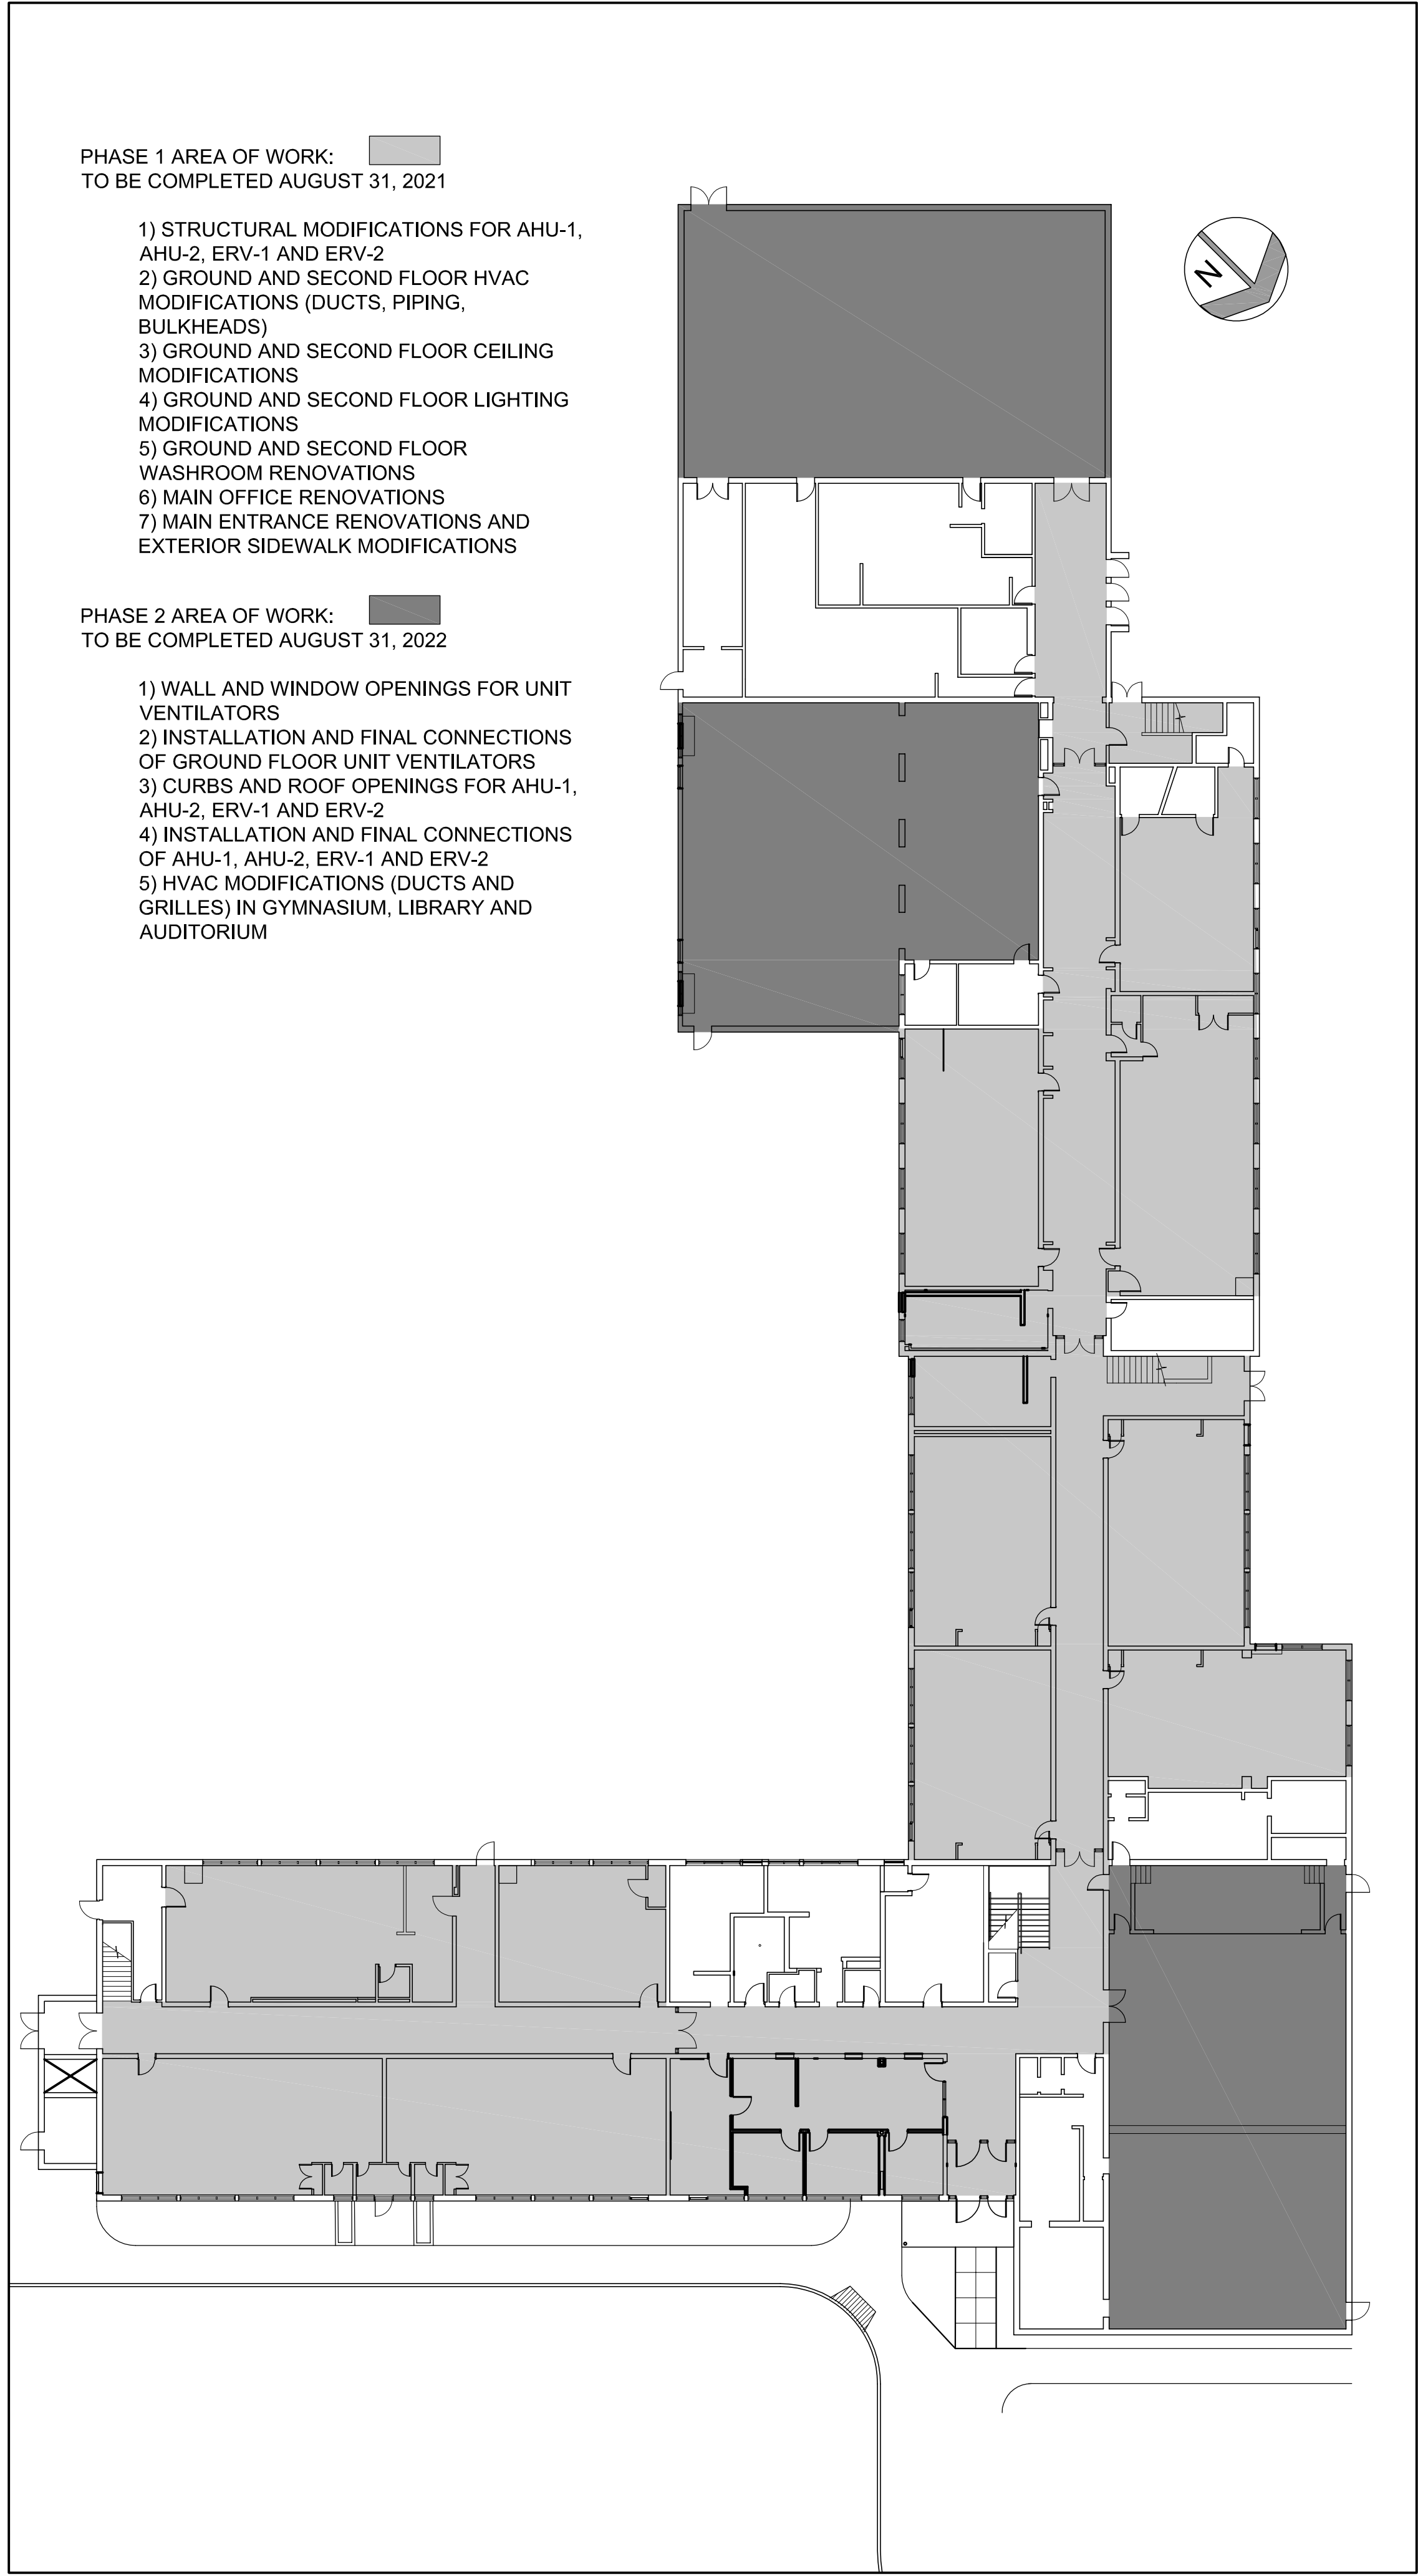 PHASE 1 AREA OF WORK:
TO BE COMPLETED AUGUST 31, 2021
1) STRUCTURAL MODIFICATIONS FOR AHU-1,
AHU-2, ERV-1 AND ERV-2
2) GROUND AND SECOND FLOOR HVAC
MODIFICATIONS (DUCTS, PIPING,
BULKHEADS)
3) GROUND AND SECOND FLOOR CEILING
MODIFICATIONS
4) GROUND AND SECOND FLOOR LIGHTING
MODIFICATIONS
5) GROUND AND SECOND FLOOR
WASHROOM RENOVATIONS
6) MAIN OFFICE RENOVATIONS
7) MAIN ENTRANCE RENOVATIONS AND
EXTERIOR SIDEWALK MODIFICATIONS
PHASE 2 AREA OF WORK:
TO BE COMPLETED AUGUST 31, 2022
1) WALL AND WINDOW OPENINGS FOR UNIT
VENTILATORS
2) INSTALLATION AND FINAL CONNECTIONS
OF GROUND FLOOR UNIT VENTILATORS
3) CURBS AND ROOF OPENINGS FOR AHU-1,
AHU-2, ERV-1 AND ERV-2
4) INSTALLATION AND FINAL CONNECTIONS
OF AHU-1, AHU-2, ERV-1 AND ERV-2
5) HVAC MODIFICATIONS (DUCTS AND
GRILLES) IN GYMNASIUM, LIBRARY AND
AUDITORIUM
N